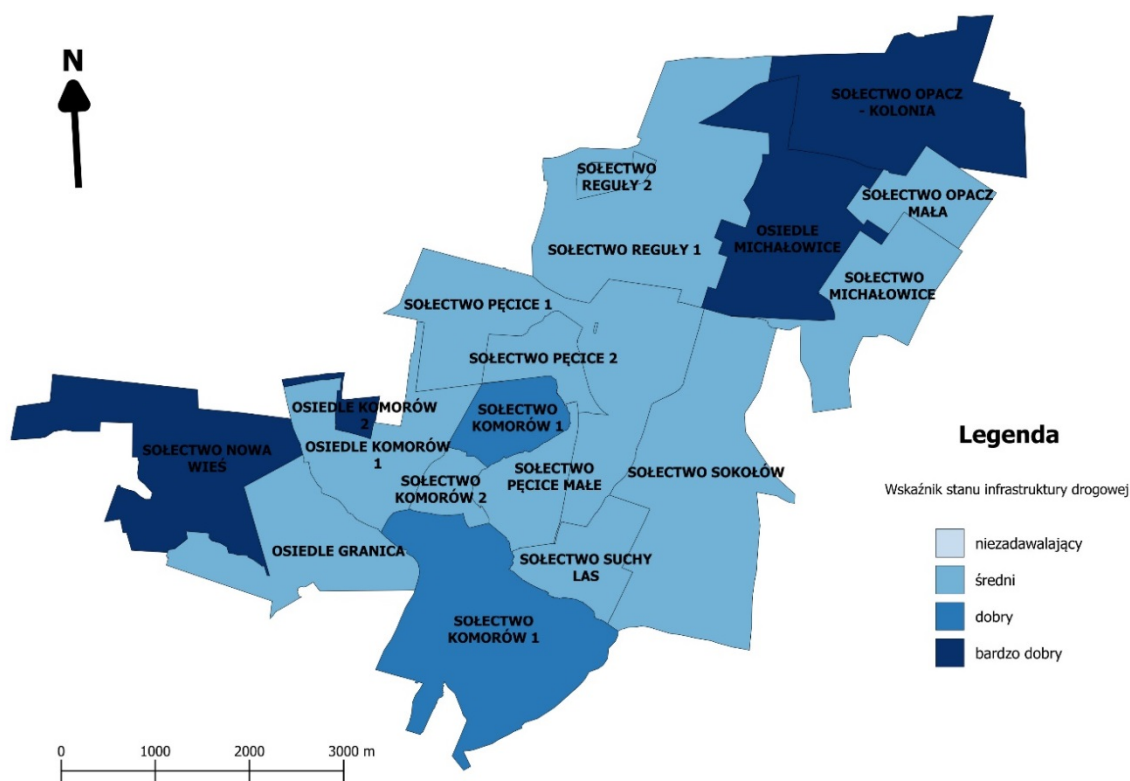 N
SOŁECTWO OPACZ
- KOLONIA
SOŁECTWO
REGUŁY 2
SOŁECTWO OPACZ
MAŁA
OSIEDLE
MICHAŁOWICE
SOŁECTWO REGUŁY 1
SOŁECTWO
MICHAŁOWICE
SOŁECTWO PĘCICE 1
SOŁECTWO PĘCICE 2
OSIEDLE KOMORÓW
2
SOŁECTWO
KOMORÓW 1
SOŁECTWO NOWA
WIEŚ
OSIEDLE KOMORÓW
1
SOŁECTWO
KOMORÓW 2
SOŁECTWO
PĘCICE MAŁE
SOŁECTWO SOKOŁÓW
OSIEDLE GRANICA
SOŁECTWO SUCHY
LAS
SOŁECTWO
KOMORÓW 1
Legenda
Wskaźnik stanu infrastruktury drogowej
niezadawalający
średni
dobry
bardzo dobry
0 1000 2000 3000 m